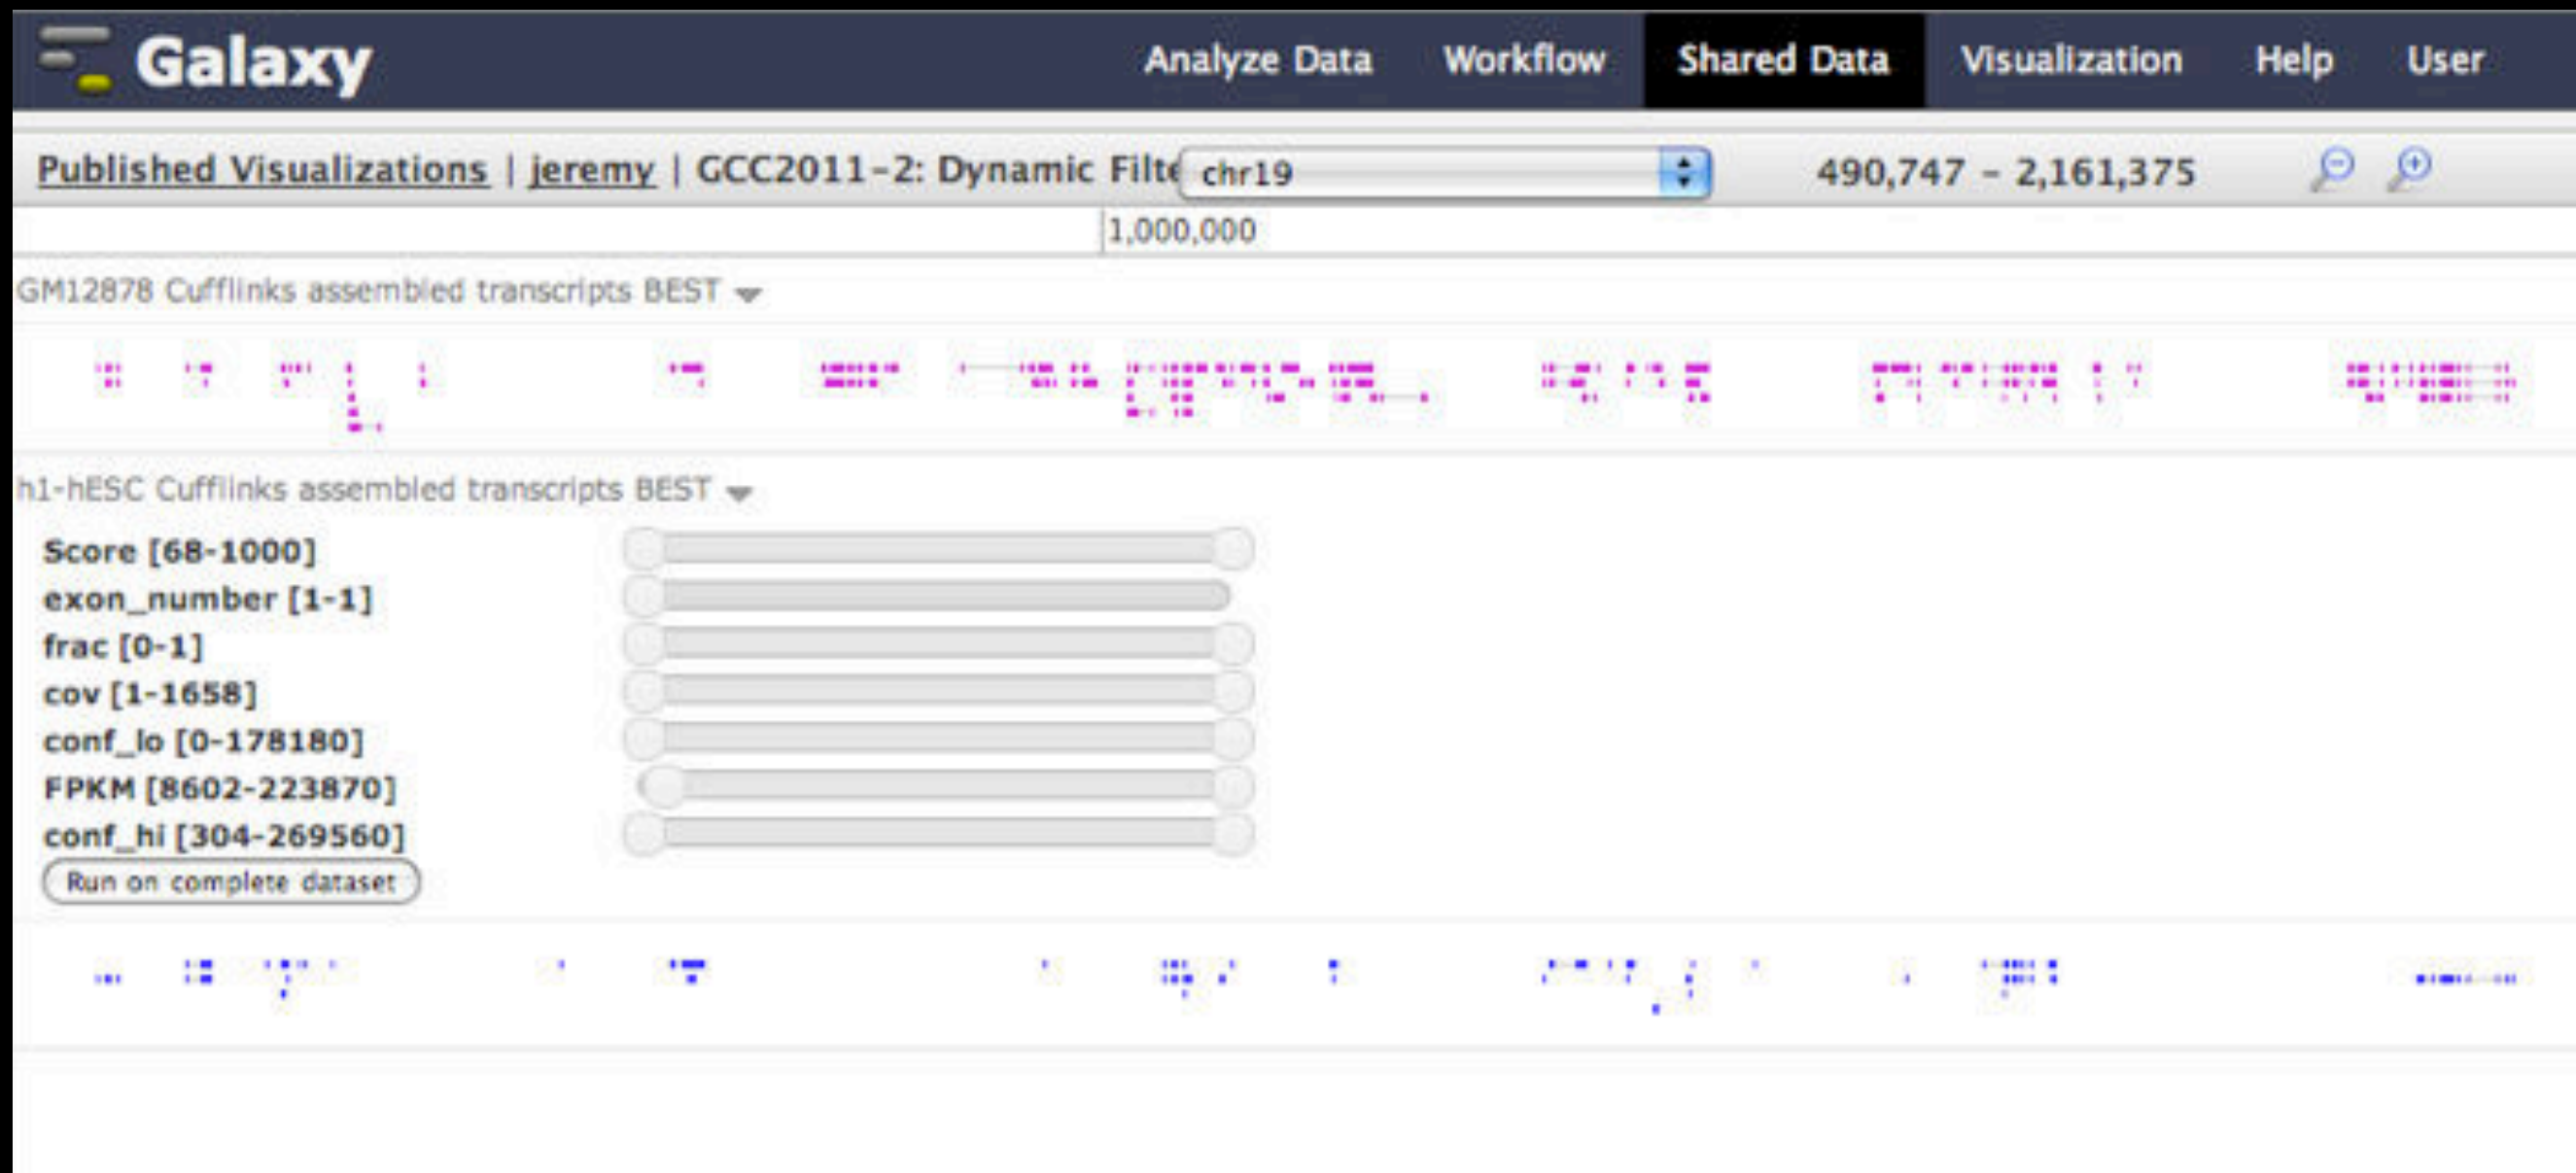 Galaxy Analyze Data Workflow Shared Data Visualization Help User
Published Visualizations | jeremy | GCC2011-2: Dynamic Filte chr19 490,747 - 2,161,375
1,000,000
GM12878 Cufflinks assembled transcripts BEST
h1-hESC Cufflinks assembled transcripts BEST
Score [68-1000]
exon_number [1-1]
frac [0-1]
cov [1-1658]
conf_lo [0-178180]
FPKM [8602-223870]
conf_hi [304-269560]
Run on complete dataset